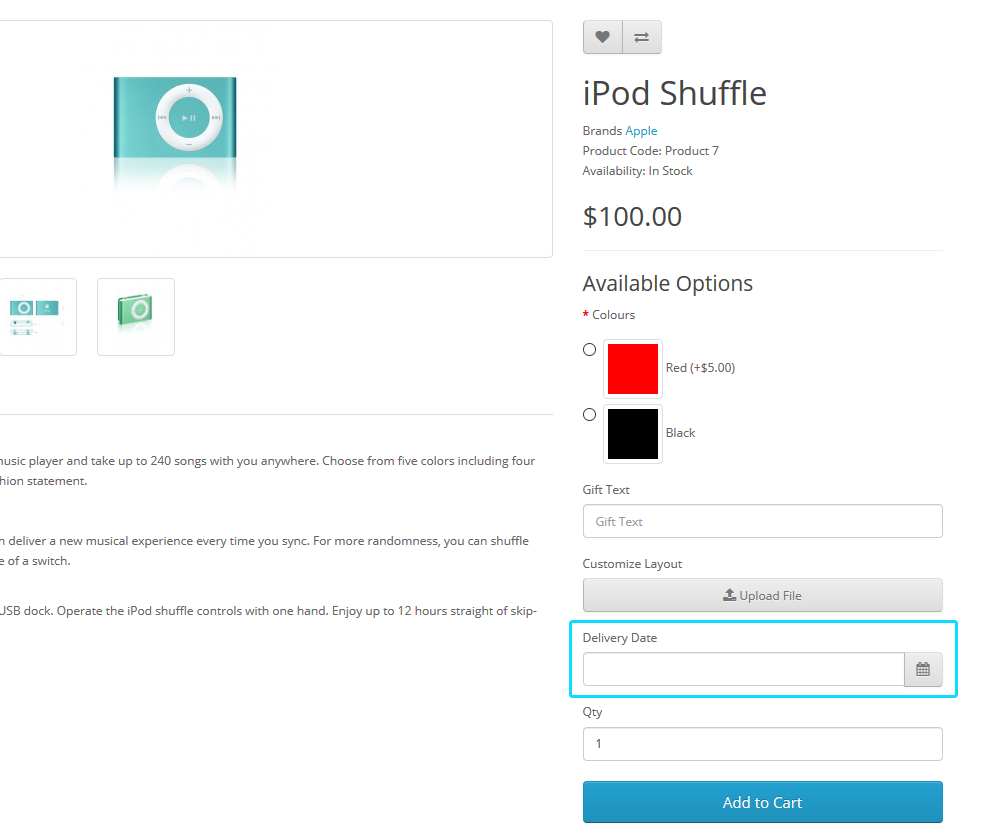 iPod Shuffle
Brands Apple
Product Code: Product 7
Availability: In Stock
$100.00
Available Options
* Colours
Red (+$5.00)
Black
Gift Text
Gift Text
Customize Layout
Upload File
Delivery Date
Qty
1
Add to Cart
music player and take up to 240 songs with you anywhere. Choose from five colors including four
hion statement.
deliver a new musical experience every time you sync. For more randomness, you can shuffle
e of a switch.
USB dock. Operate the iPod shuffle controls with one hand. Enjoy up to 12 hours straight of skip-